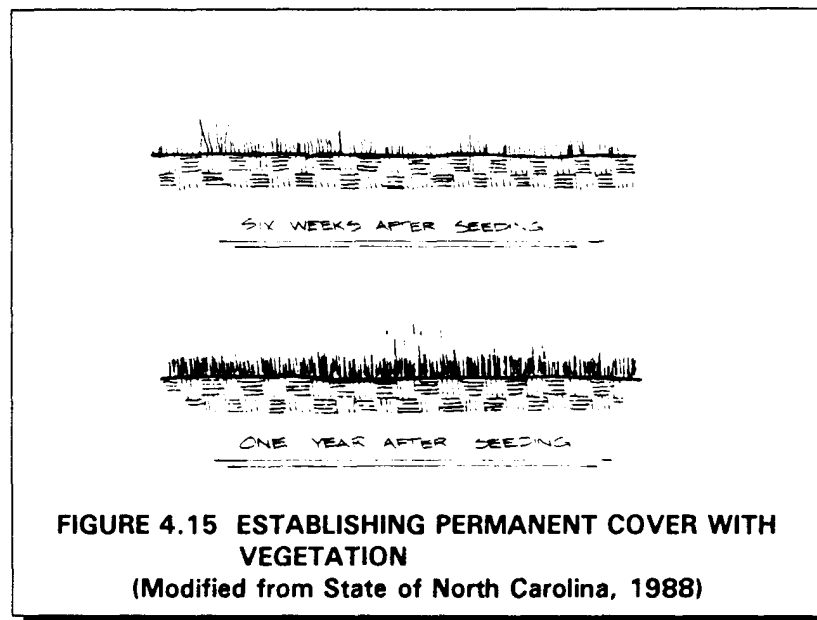 SIX WEEKS AFTER SEEDING
ONE YEAR AFTER SEEDING
FIGURE 4.15 ESTABLISHING PERMANENT COVER WITH
VEGETATION
(Modified from State of North Carolina, 1988)